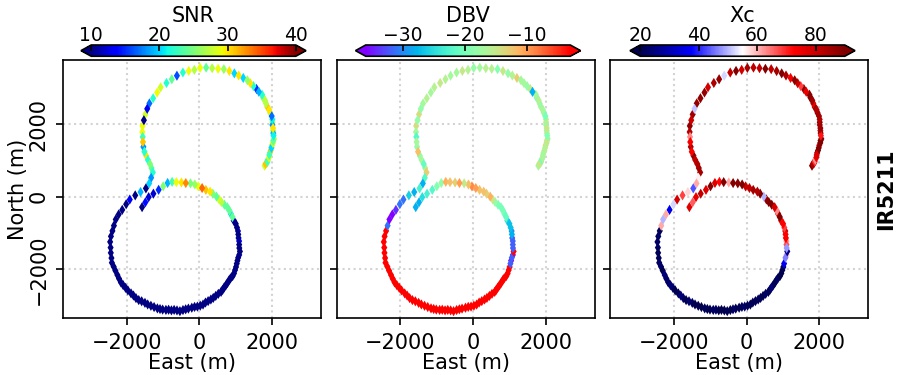 SNR DBV Xc
10 20 30 40 −30 −20 −10 20 40 60 80
2000
0
−2000
North (m)
−2000 0 2000 −2000 0 2000 −2000 0 2000
East (m) East (m) East (m)
IR5211